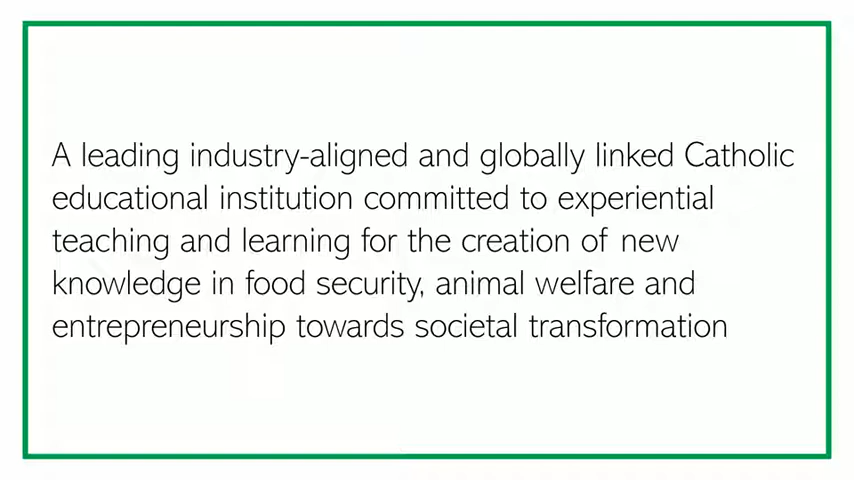 A leading industry-aligned and globally linked Catholic
educational institution committed to experiential
teaching and learning for the creation of new
knowledge in food security, animal welfare and
entrepreneurship towards societal transformation